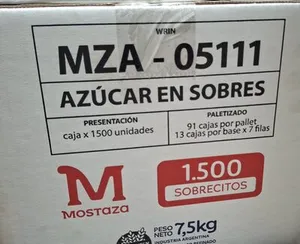 WRIN
MZA - 05111
AZÚCAR EN SOBRES
PRESENTACIÓN
caja x 1500 unidades
PALETIZADO
91 cajas por pallet
13 cajas por base x 7 filas
M
Mostaza
1.500
SOBRECITOS
PESO
NETO 7,5kg
INDUSTRIA ARGENTINA